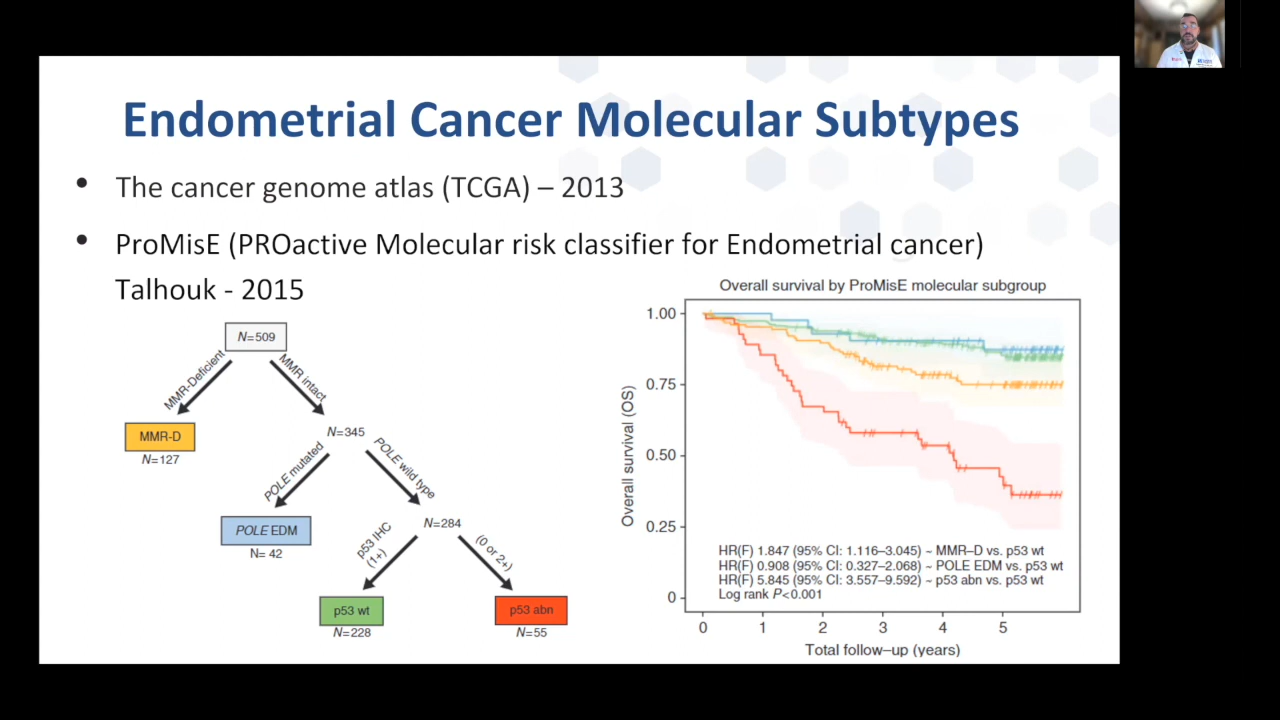 Endometrial Cancer Molecular Subtypes
• The cancer genome atlas (TCGA) – 2013
• ProMisE (PROactive Molecular risk classifier for Endometrial cancer)
Talhouk - 2015
N=509
MMR-Deficient
MMR intact
MMR-D
N=127
N=345
POLE mutated
POLE wild type
POLE EDM
N= 42
N=284
p53 IHC
(1+)
(0 or 2+)
p53 wt
N=228
p53 abn
N=55
Overall survival by ProMisE molecular subgroup
Overall survival (OS)
1.00
0.75
0.50
0.25
0
HR(F) 1.847 (95% CI: 1.116–3.045) ~ MMR–D vs. p53 wt
HR(F) 0.908 (95% CI: 0.327–2.068) ~ POLE EDM vs. p53 wt
HR(F) 5.845 (95% CI: 3.557–9.592) ~ p53 abn vs. p53 wt
Log rank P<0.001
0 1 2 3 4 5
Total follow–up (years)